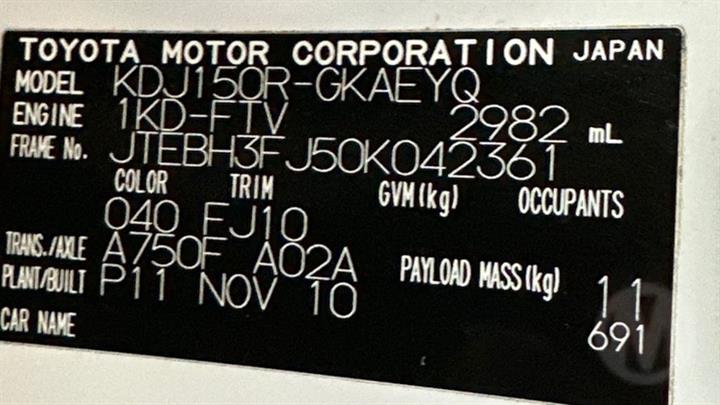 TOYOTA MOTOR CORPORATION JAPAN
MODEL KDJ150R-GKAEYQ
ENGINE 1KD-FTV 2982 mL
FRAME No. JTEBH3FJ50K042361
COLOR TRIM GVM(kg) OCCUPANTS
040 FJ10
TRANS./AXLE A750F A02A PAYLOAD MASS(kg)
PLANT/BUILT P11 NOV 10 11
CAR NAME 691